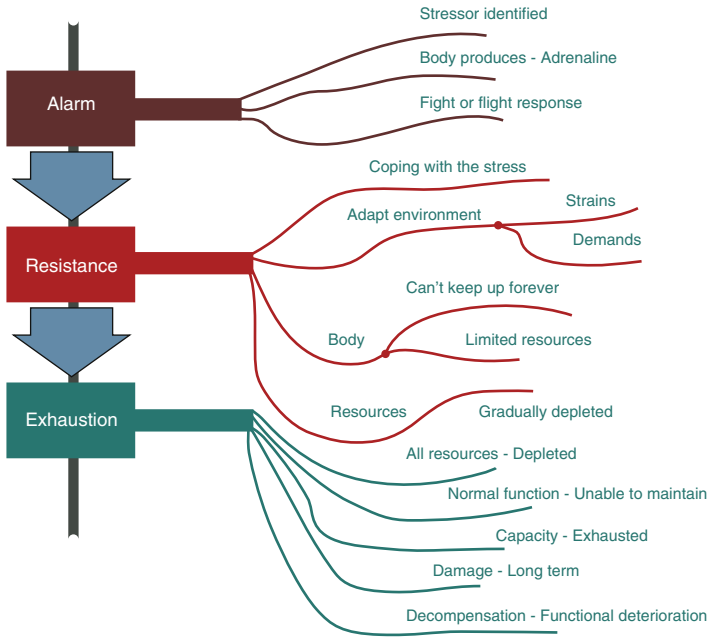 Alarm
Stressor identified
Body produces - Adrenaline
Fight or flight response
Resistance
Coping with the stress
Adapt environment
Strains
Demands
Body
Can't keep up forever
Limited resources
Resources
Gradually depleted
Exhaustion
All resources - Depleted
Normal function - Unable to maintain
Capacity - Exhausted
Damage - Long term
Decompensation - Functional deterioration